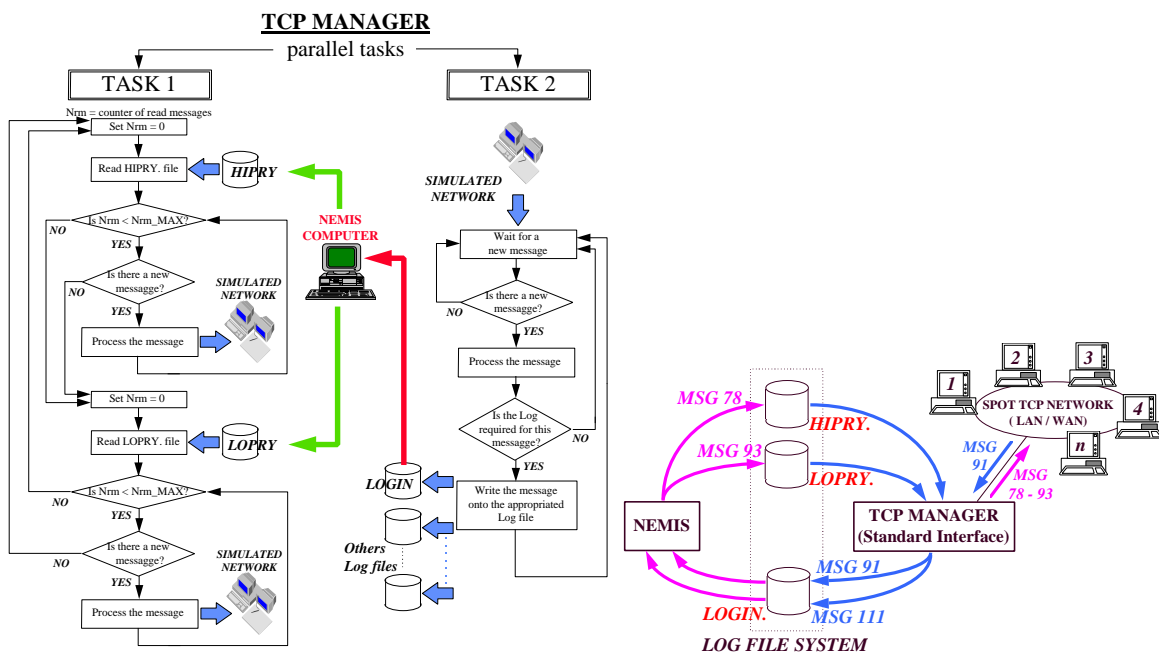 TCP MANAGER
parallel tasks
TASK 1
Nrm = counter of read messages
Set Nrm = 0
Read HIPRY. file
HIPRY
Is Nrm < Nrm_MAX?
NO
YES
Is there a new
messagge?
NO
YES
SIMULATED
NETWORK
Process the message
Set Nrm = 0
Read LOPRY. file
LOPRY
Is Nrm < Nrm_MAX?
NO
YES
Is there a new
messagge?
NO
YES
SIMULATED
NETWORK
Process the message
NEMIS
COMPUTER
TASK 2
SIMULATED
NETWORK
Wait for a
new message
Is there a new
messagge?
NO
YES
Process the message
Is the Log
required for this
messagge?
NO
YES
Write the message
onto the appropriated
Log file
LOGIN
Others
Log files
MSG 78
HIPRY.
MSG 93
LOPRY.
NEMIS
MSG 91
LOGIN.
MSG 111
LOG FILE SYSTEM
1
2
3
4
n
SPOT TCP NETWORK
( LAN / WAN)
MSG
91
MSG
78 - 93
TCP MANAGER
(Standard Interface)